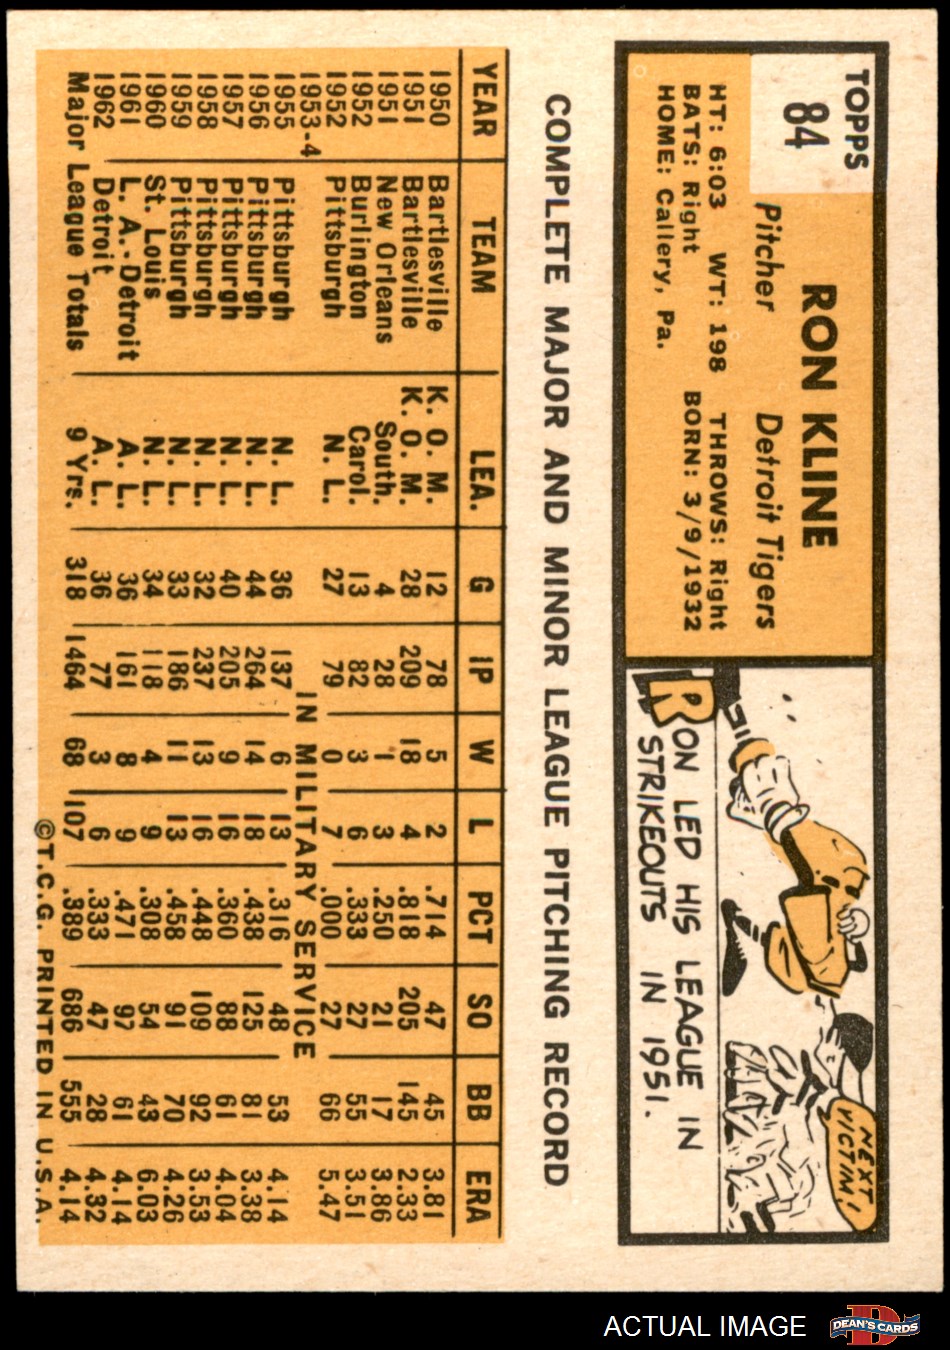 TOPPS
84
RON KLINE
Pitcher Detroit Tigers
HT: 6:03 WT: 198 THROWS: Right
BATS: Right BORN: 3/9/1932
HOME: Callery, Pa.
NEXT VICTIM!
RON LED HIS LEAGUE IN
STRIKEOUTS IN 1951.
COMPLETE MAJOR AND MINOR LEAGUE PITCHING RECORD
YEAR TEAM LEA. G IP W L PCT SO BB ERA
1950 Bartlesville K. O. M. 12 78 5 2 .714 47 45 3.81
1951 Bartlesville K. O. M. 28 209 18 4 .818 205 145 2.33
1951 New Orleans South. 4 28 1 3 .250 21 17 3.86
1952 Burlington Carol. 13 82 3 6 .333 27 55 3.51
1952 Pittsburgh N. L. 27 79 0 7 .000 27 66 5.47
1953-4 IN MILITARY SERVICE
1955 Pittsburgh N. L. 36 137 6 13 .316 48 53 4.14
1956 Pittsburgh N. L. 44 264 14 18 .438 125 81 3.38
1957 Pittsburgh N. L. 40 205 9 16 .360 88 61 4.04
1958 Pittsburgh N. L. 32 237 13 16 .448 109 92 3.53
1959 Pittsburgh N. L. 33 186 11 13 .458 91 70 4.26
1960 St. Louis N. L. 34 118 4 9 .308 54 43 6.03
1961 L. A.-Detroit A. L. 36 161 8 9 .471 97 61 4.14
1962 Detroit A. L. 36 77 3 6 .333 47 28 4.32
Major League Totals 9 Yrs. 318 1464 68 107 .389 686 555 4.14
©T.C.G. PRINTED IN U.S.A.
ACTUAL IMAGE
DEAN'S CARDS